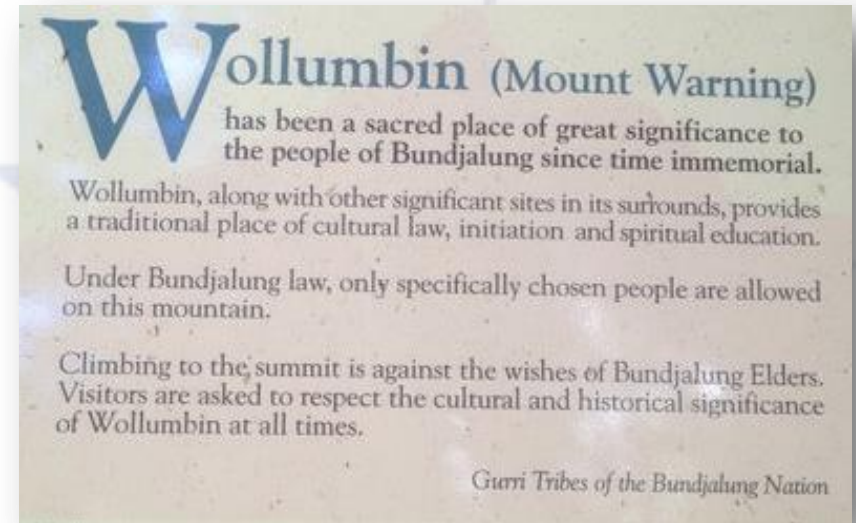 Wollumbin (Mount Warning)
has been a sacred place of great significance to
the people of Bundjalung since time immemorial.
Wollumbin, along with other significant sites in its surrounds, provides
a traditional place of cultural law, initiation and spiritual education.
Under Bundjalung law, only specifically chosen people are allowed
on this mountain.
Climbing to the summit is against the wishes of Bundjalung Elders.
Visitors are asked to respect the cultural and historical significance
of Wollumbin at all times.
Gurri Tribes of the Bundjalung Nation